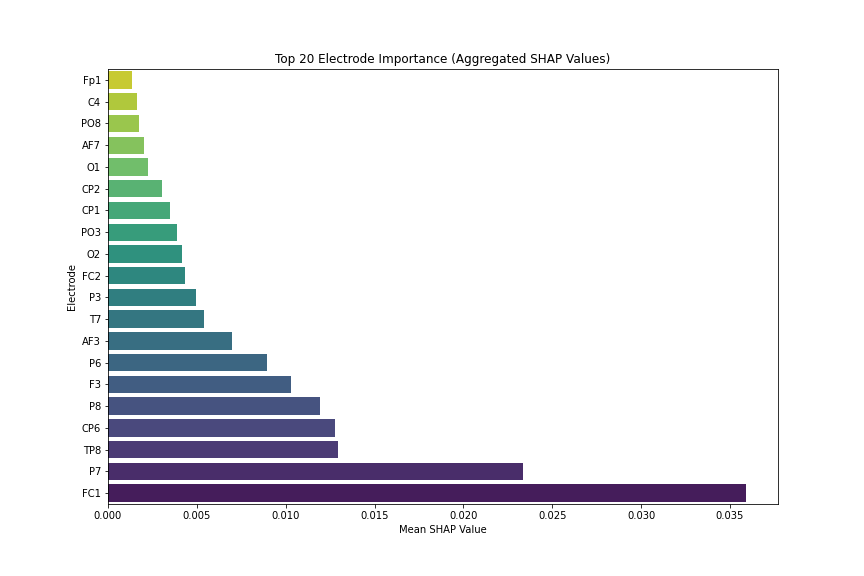 Top 20 Electrode Importance (Aggregated SHAP Values)
Electrode
Fp1
C4
PO8
AF7
O1
CP2
CP1
PO3
O2
FC2
P3
T7
AF3
P6
F3
P8
CP6
TP8
P7
FC1
0.000 0.005 0.010 0.015 0.020 0.025 0.030 0.035
Mean SHAP Value